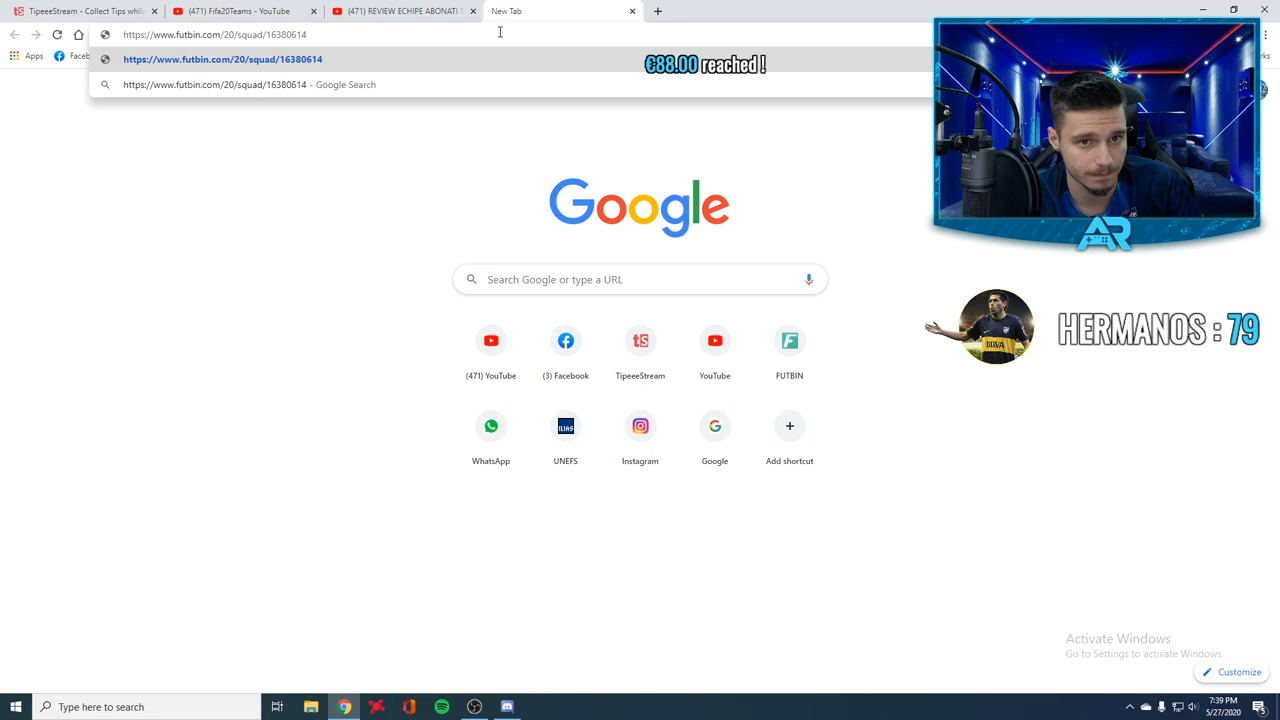 TipeeeStream - Collect Tips while
(471) Fifa20Team - YouTube
(471) REVIEW ECHIPE ABONATI S
New Tab
https://www.futbin.com/20/squad/16380614
Apps
https://www.futbin.com/20/squad/16380614
€88.00 reached !
https://www.futbin.com/20/squad/16380614 - Google Search
Google
AR
Search Google or type a URL
HERMANOS : 79
(471) YouTube
(3) Facebook
TipeeeStream
YouTube
FUTBIN
WhatsApp
UNEFS
Instagram
Google
Add shortcut
Activate Windows
Go to Settings to activate Windows.
Customize
Type here to search
7:39 PM
5/27/2020